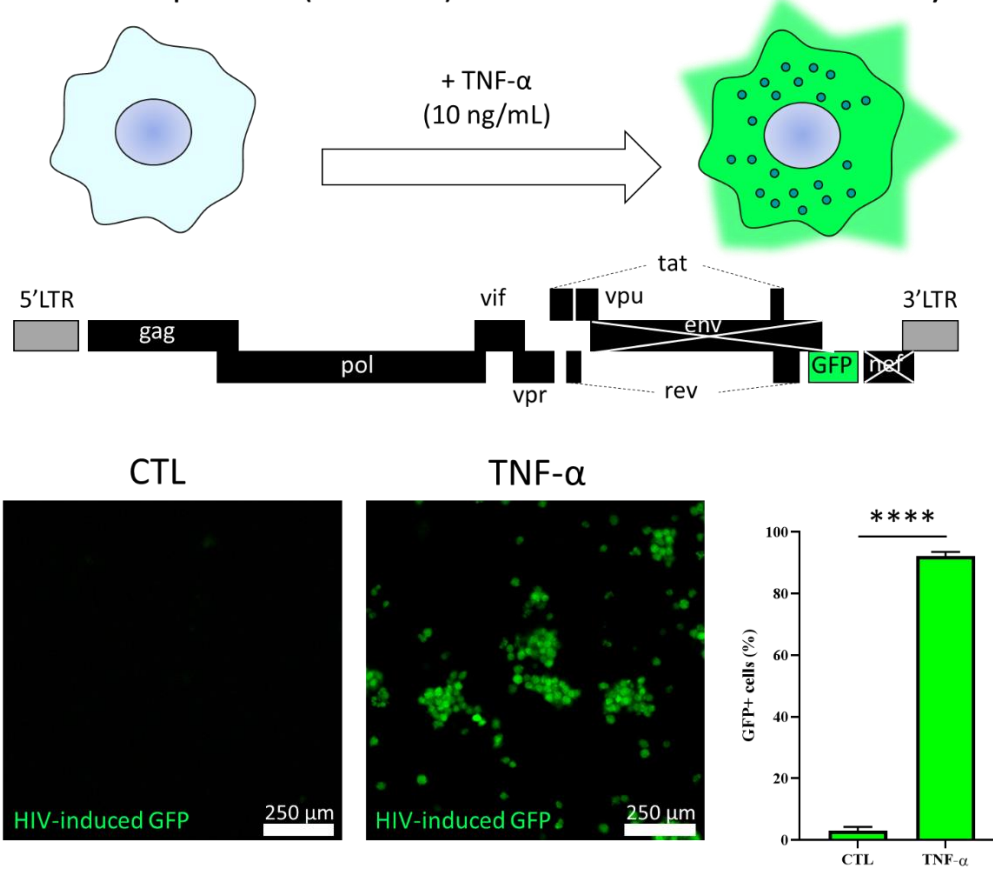 + TNF-α
(10 ng/mL)
tat
5'LTR
vif
vpu
3'LTR
gag
env
pol
GFP
nef
vpr
rev
CTL
TNF-α
HIV-induced GFP
250 µm
HIV-induced GFP
250 µm
****
100
80
60
40
20
0
GFP+ cells (%)
CTL
TNF-α